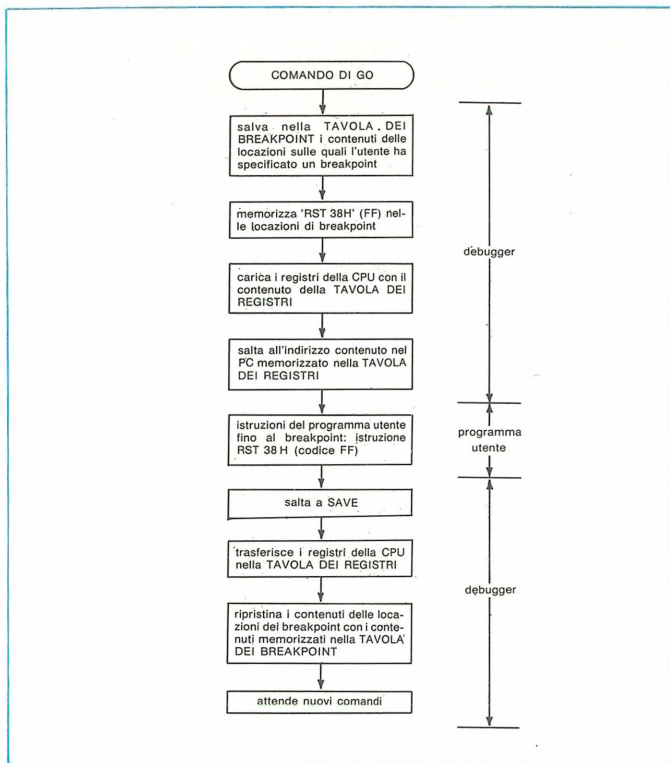 COMANDO DI GO
salva nella TAVOLA . DEI
BREAKPOINT i contenuti delle
locazioni sulle quali l'utente ha
specificato un breakpoint
memorizza 'RST 38H' (FF) nel-
le locazioni di breakpoint
carica i registri della CPU con il
contenuto della TAVOLA DEI
REGISTRI
salta all'indirizzo contenuto nel
PC memorizzato nella TAVOLA
DEI REGISTRI
debugger
istruzioni del programma utente
fino al breakpoint: istruzione
RST 38 H (codice FF)
programma
utente
salta a SAVE
trasferisce i registri della CPU
nella TAVOLA DEI REGISTRI
ripristina i contenuti delle loca-
zioni dei breakpoint con i conte-
nuti memorizzati nella TAVOLA
DEI BREAKPOINT
attende nuovi comandi
debugger